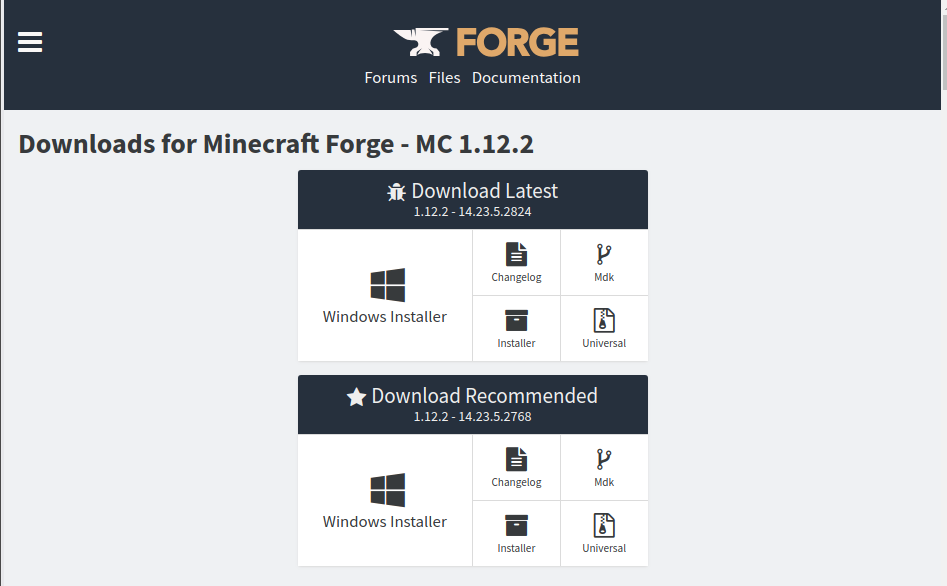 FORGE
Forums Files Documentation
Downloads for Minecraft Forge - MC 1.12.2
Download Latest
1.12.2 - 14.23.5.2824
Windows Installer
Changelog
Mdk
Installer
Universal
Download Recommended
1.12.2 - 14.23.5.2768
Windows Installer
Changelog
Mdk
Installer
Universal